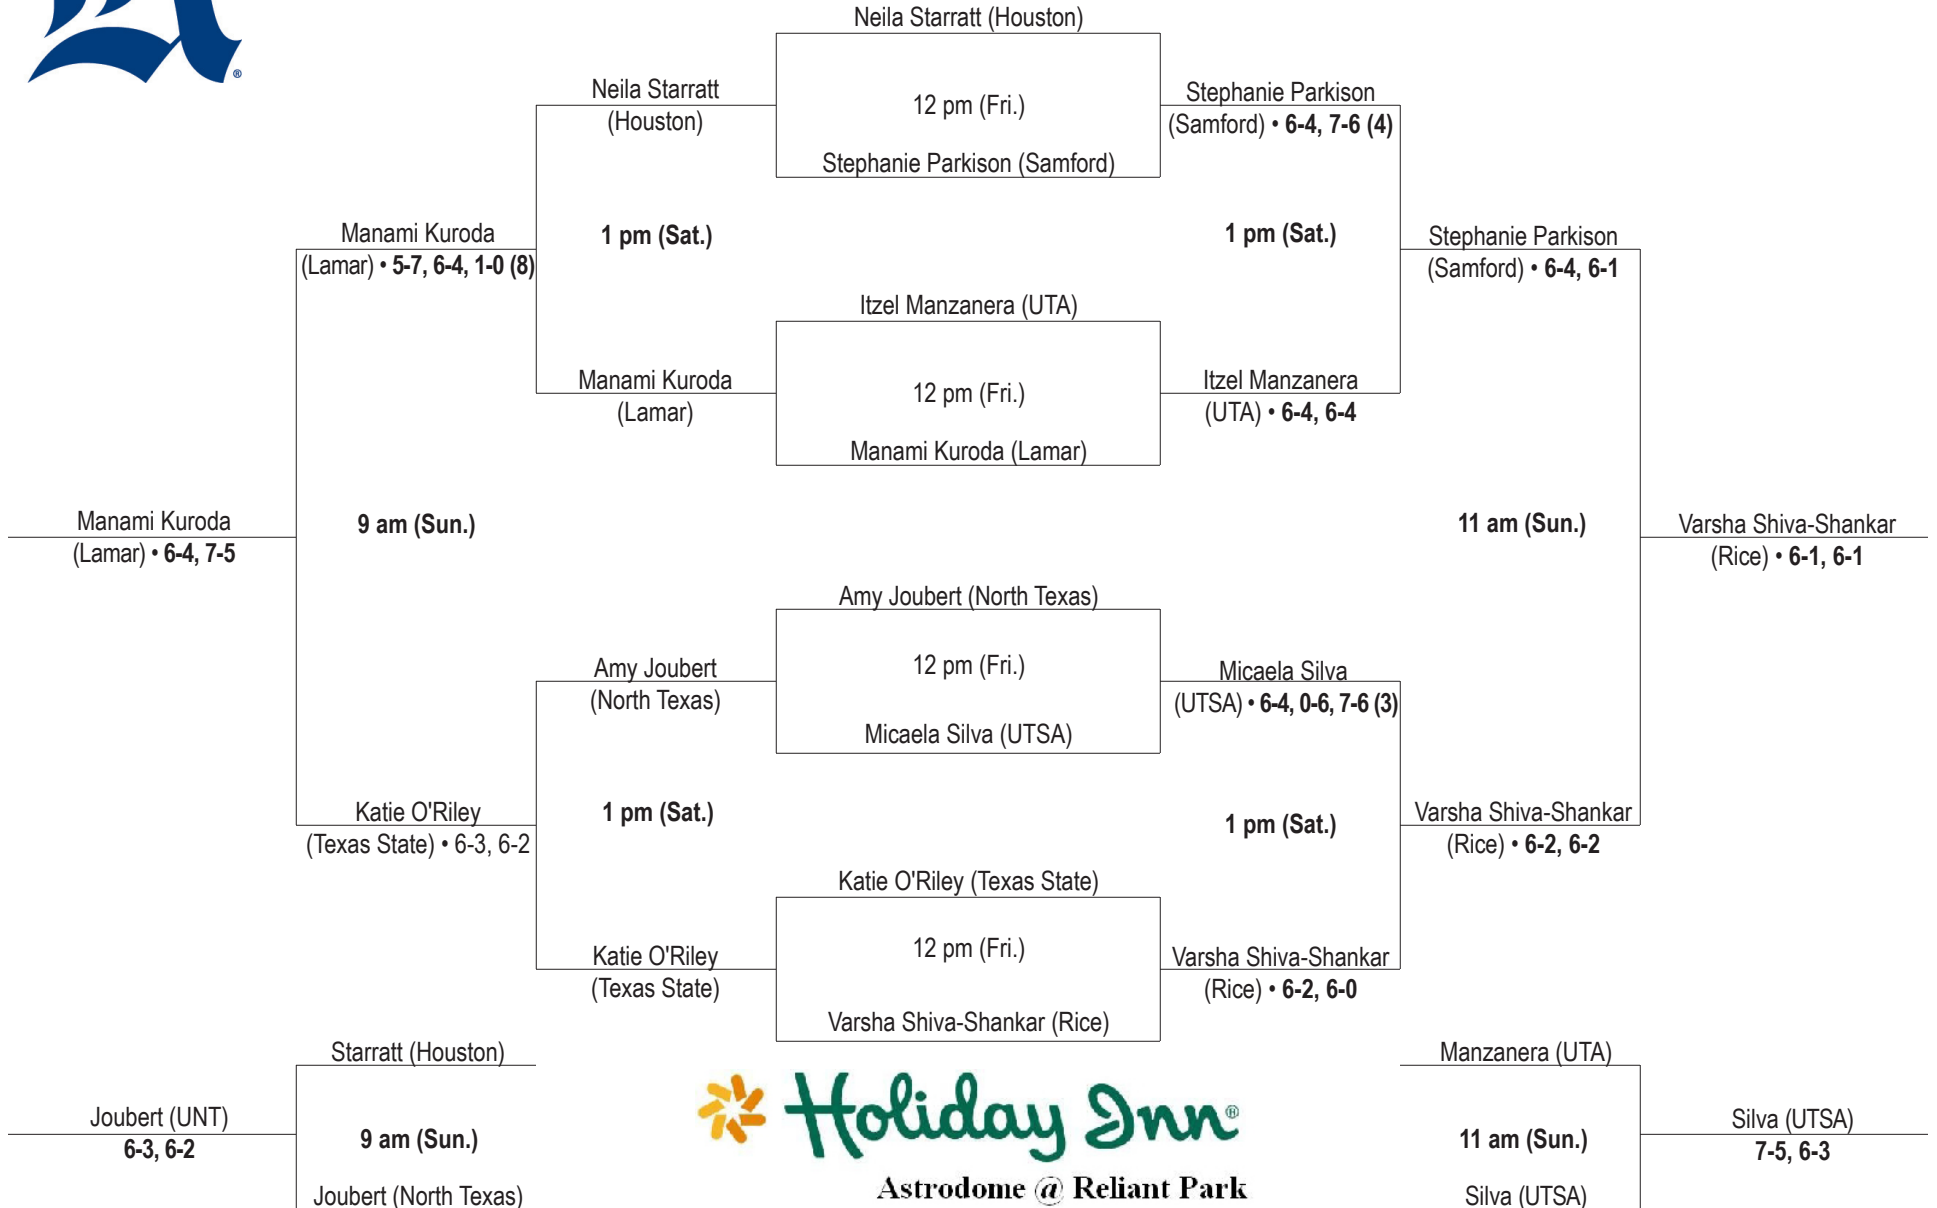 Neila Starratt (Houston)
Neila Starratt
(Houston)
12 pm (Fri.)
Stephanie Parkison
(Samford) • 6-4, 7-6 (4)
Stephanie Parkison (Samford)
Manami Kuroda
(Lamar) • 5-7, 6-4, 1-0 (8)
1 pm (Sat.)
1 pm (Sat.)
Stephanie Parkison
(Samford) • 6-4, 6-1
Itzel Manzanera (UTA)
Manami Kuroda
(Lamar)
12 pm (Fri.)
Itzel Manzanera
(UTA) • 6-4, 6-4
Manami Kuroda (Lamar)
Manami Kuroda
(Lamar) • 6-4, 7-5
9 am (Sun.)
11 am (Sun.)
Varsha Shiva-Shankar
(Rice) • 6-1, 6-1
Amy Joubert (North Texas)
Amy Joubert
(North Texas)
12 pm (Fri.)
Micaela Silva
(UTSA) • 6-4, 0-6, 7-6 (3)
Micaela Silva (UTSA)
Katie O'Riley
(Texas State) • 6-3, 6-2
1 pm (Sat.)
1 pm (Sat.)
Varsha Shiva-Shankar
(Rice) • 6-2, 6-2
Katie O'Riley (Texas State)
Katie O'Riley
(Texas State)
12 pm (Fri.)
Varsha Shiva-Shankar
(Rice) • 6-2, 6-0
Varsha Shiva-Shankar (Rice)
Starratt (Houston)
Manzanera (UTA)
Joubert (UNT)
6-3, 6-2
9 am (Sun.)
Holiday Inn®
11 am (Sun.)
Silva (UTSA)
7-5, 6-3
Astrodome @ Reliant Park
Joubert (North Texas)
Silva (UTSA)